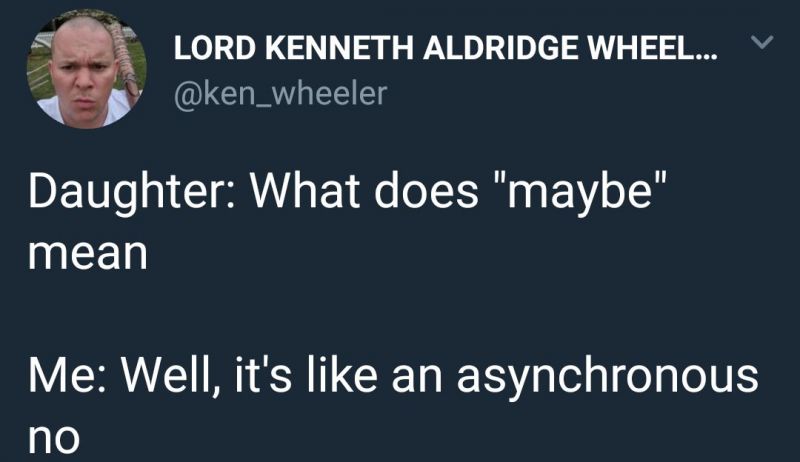 LORD KENNETH ALDRIDGE WHEEL...
@ken_wheeler
Daughter: What does "maybe"
mean
Me: Well, it's like an asynchronous
no